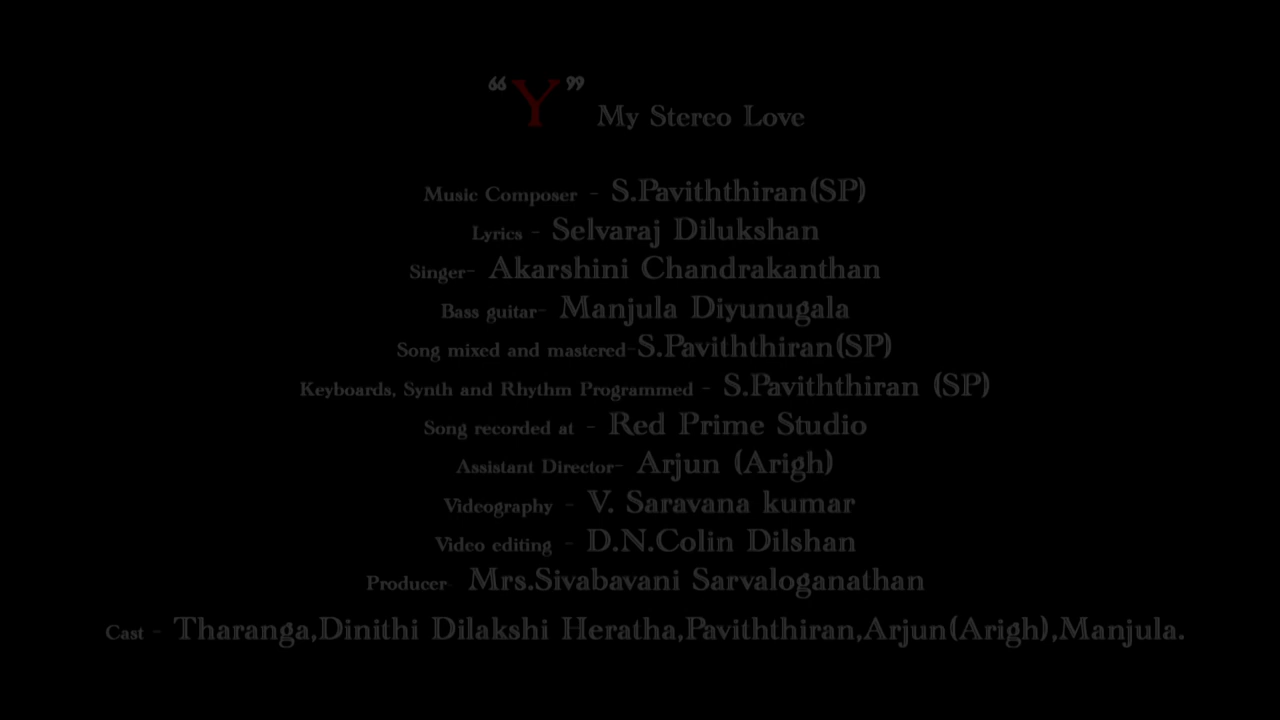 “Y” My Stereo Love
Music Composer - S.Paviththiran(SP)
Lyrics - Selvaraj Dilukshan
Singer- Akarshini Chandrakanthan
Bass guitar- Manjula Diyunugala
Song mixed and mastered-S.Paviththiran(SP)
Keyboards, Synth and Rhythm Programmed - S.Paviththiran (SP)
Song recorded at - Red Prime Studio
Assistant Director- Arjun (Arigh)
Videography - V. Saravana kumar
Video editing - D.N.Colin Dilshan
Producer- Mrs.Sivabavani Sarvaloganathan
Cast - Tharanga,Dinithi Dilakshi Heratha,Paviththiran,Arjun(Arigh),Manjula.